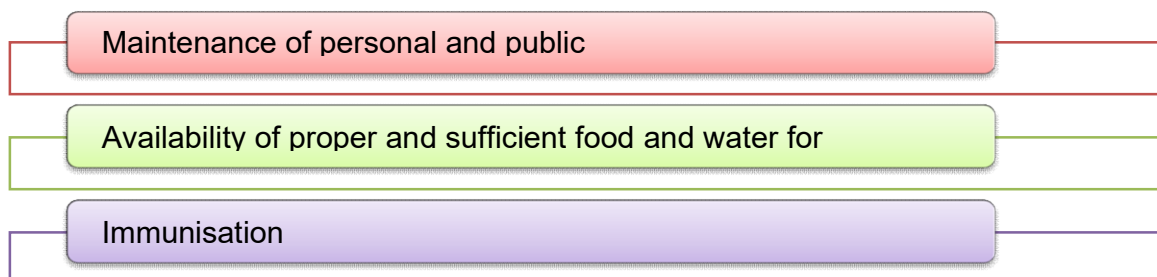 Maintenance of personal and public
Availability of proper and sufficient food and water for
Immunisation